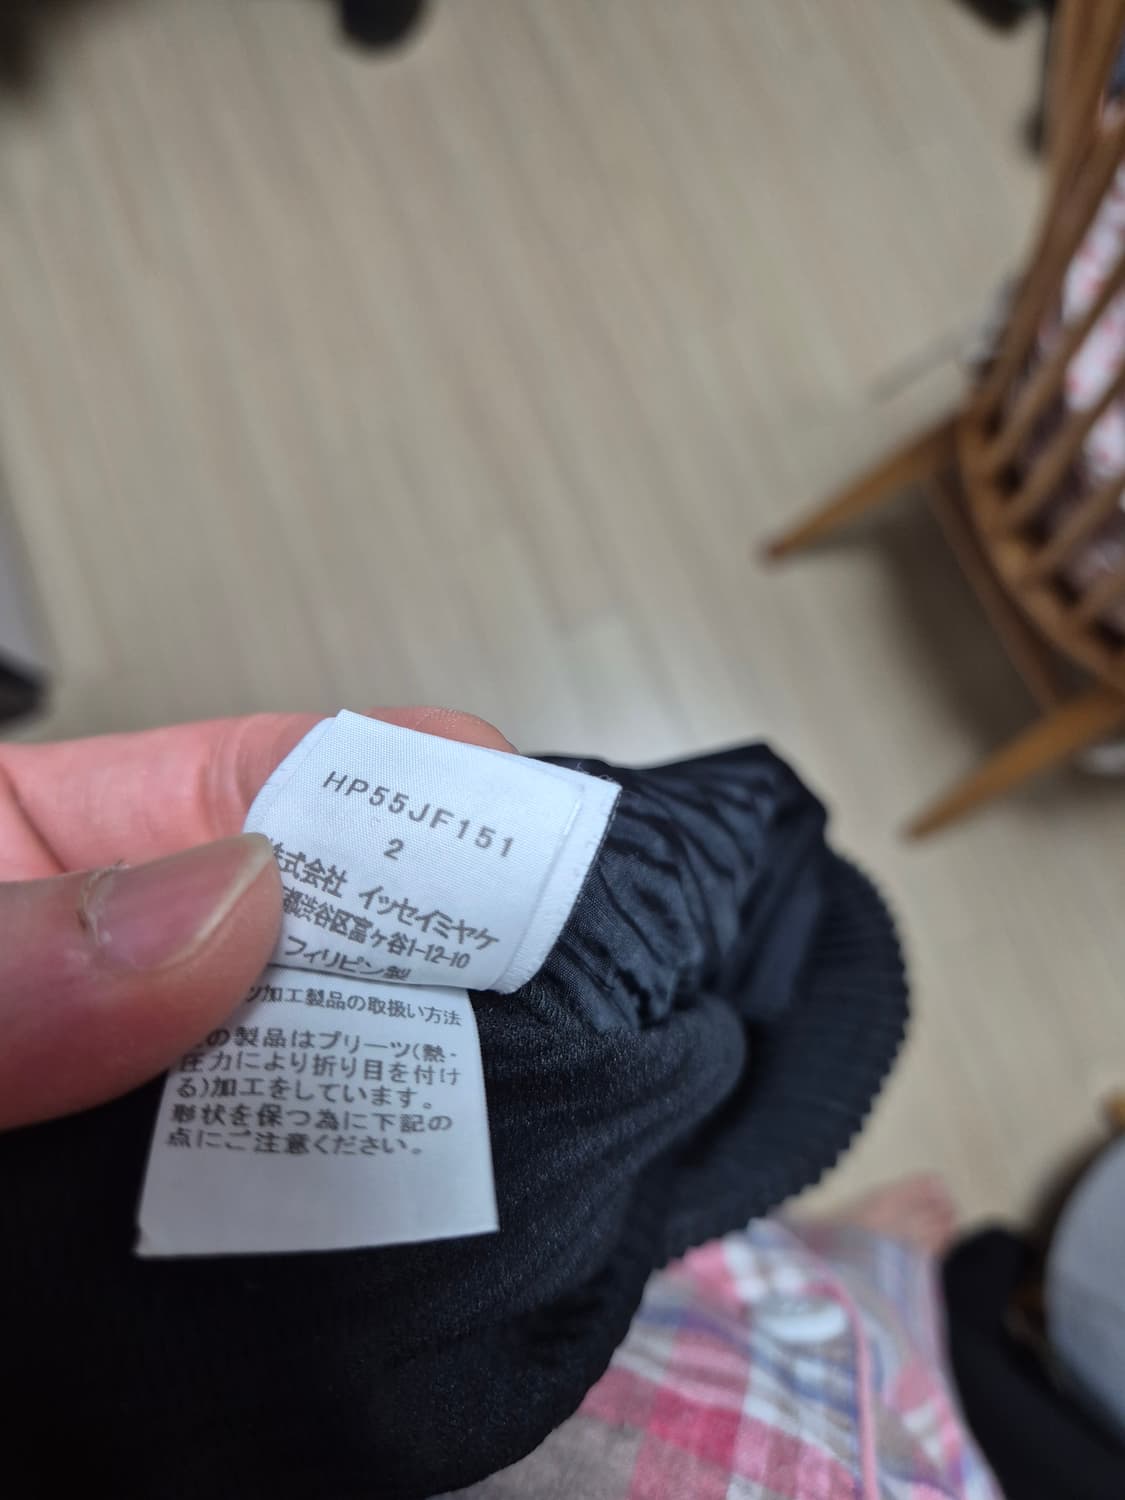 HP55JF151
2
株式会社 イッセイミヤケ
都渋谷区富ヶ谷1-12-10
フィリピン製
加工製品の取扱い方法
の製品はプリーツ(熱・
圧力により折り目を付け
る)加工をしています。
形状を保つ為に下記の
点にご注意ください。